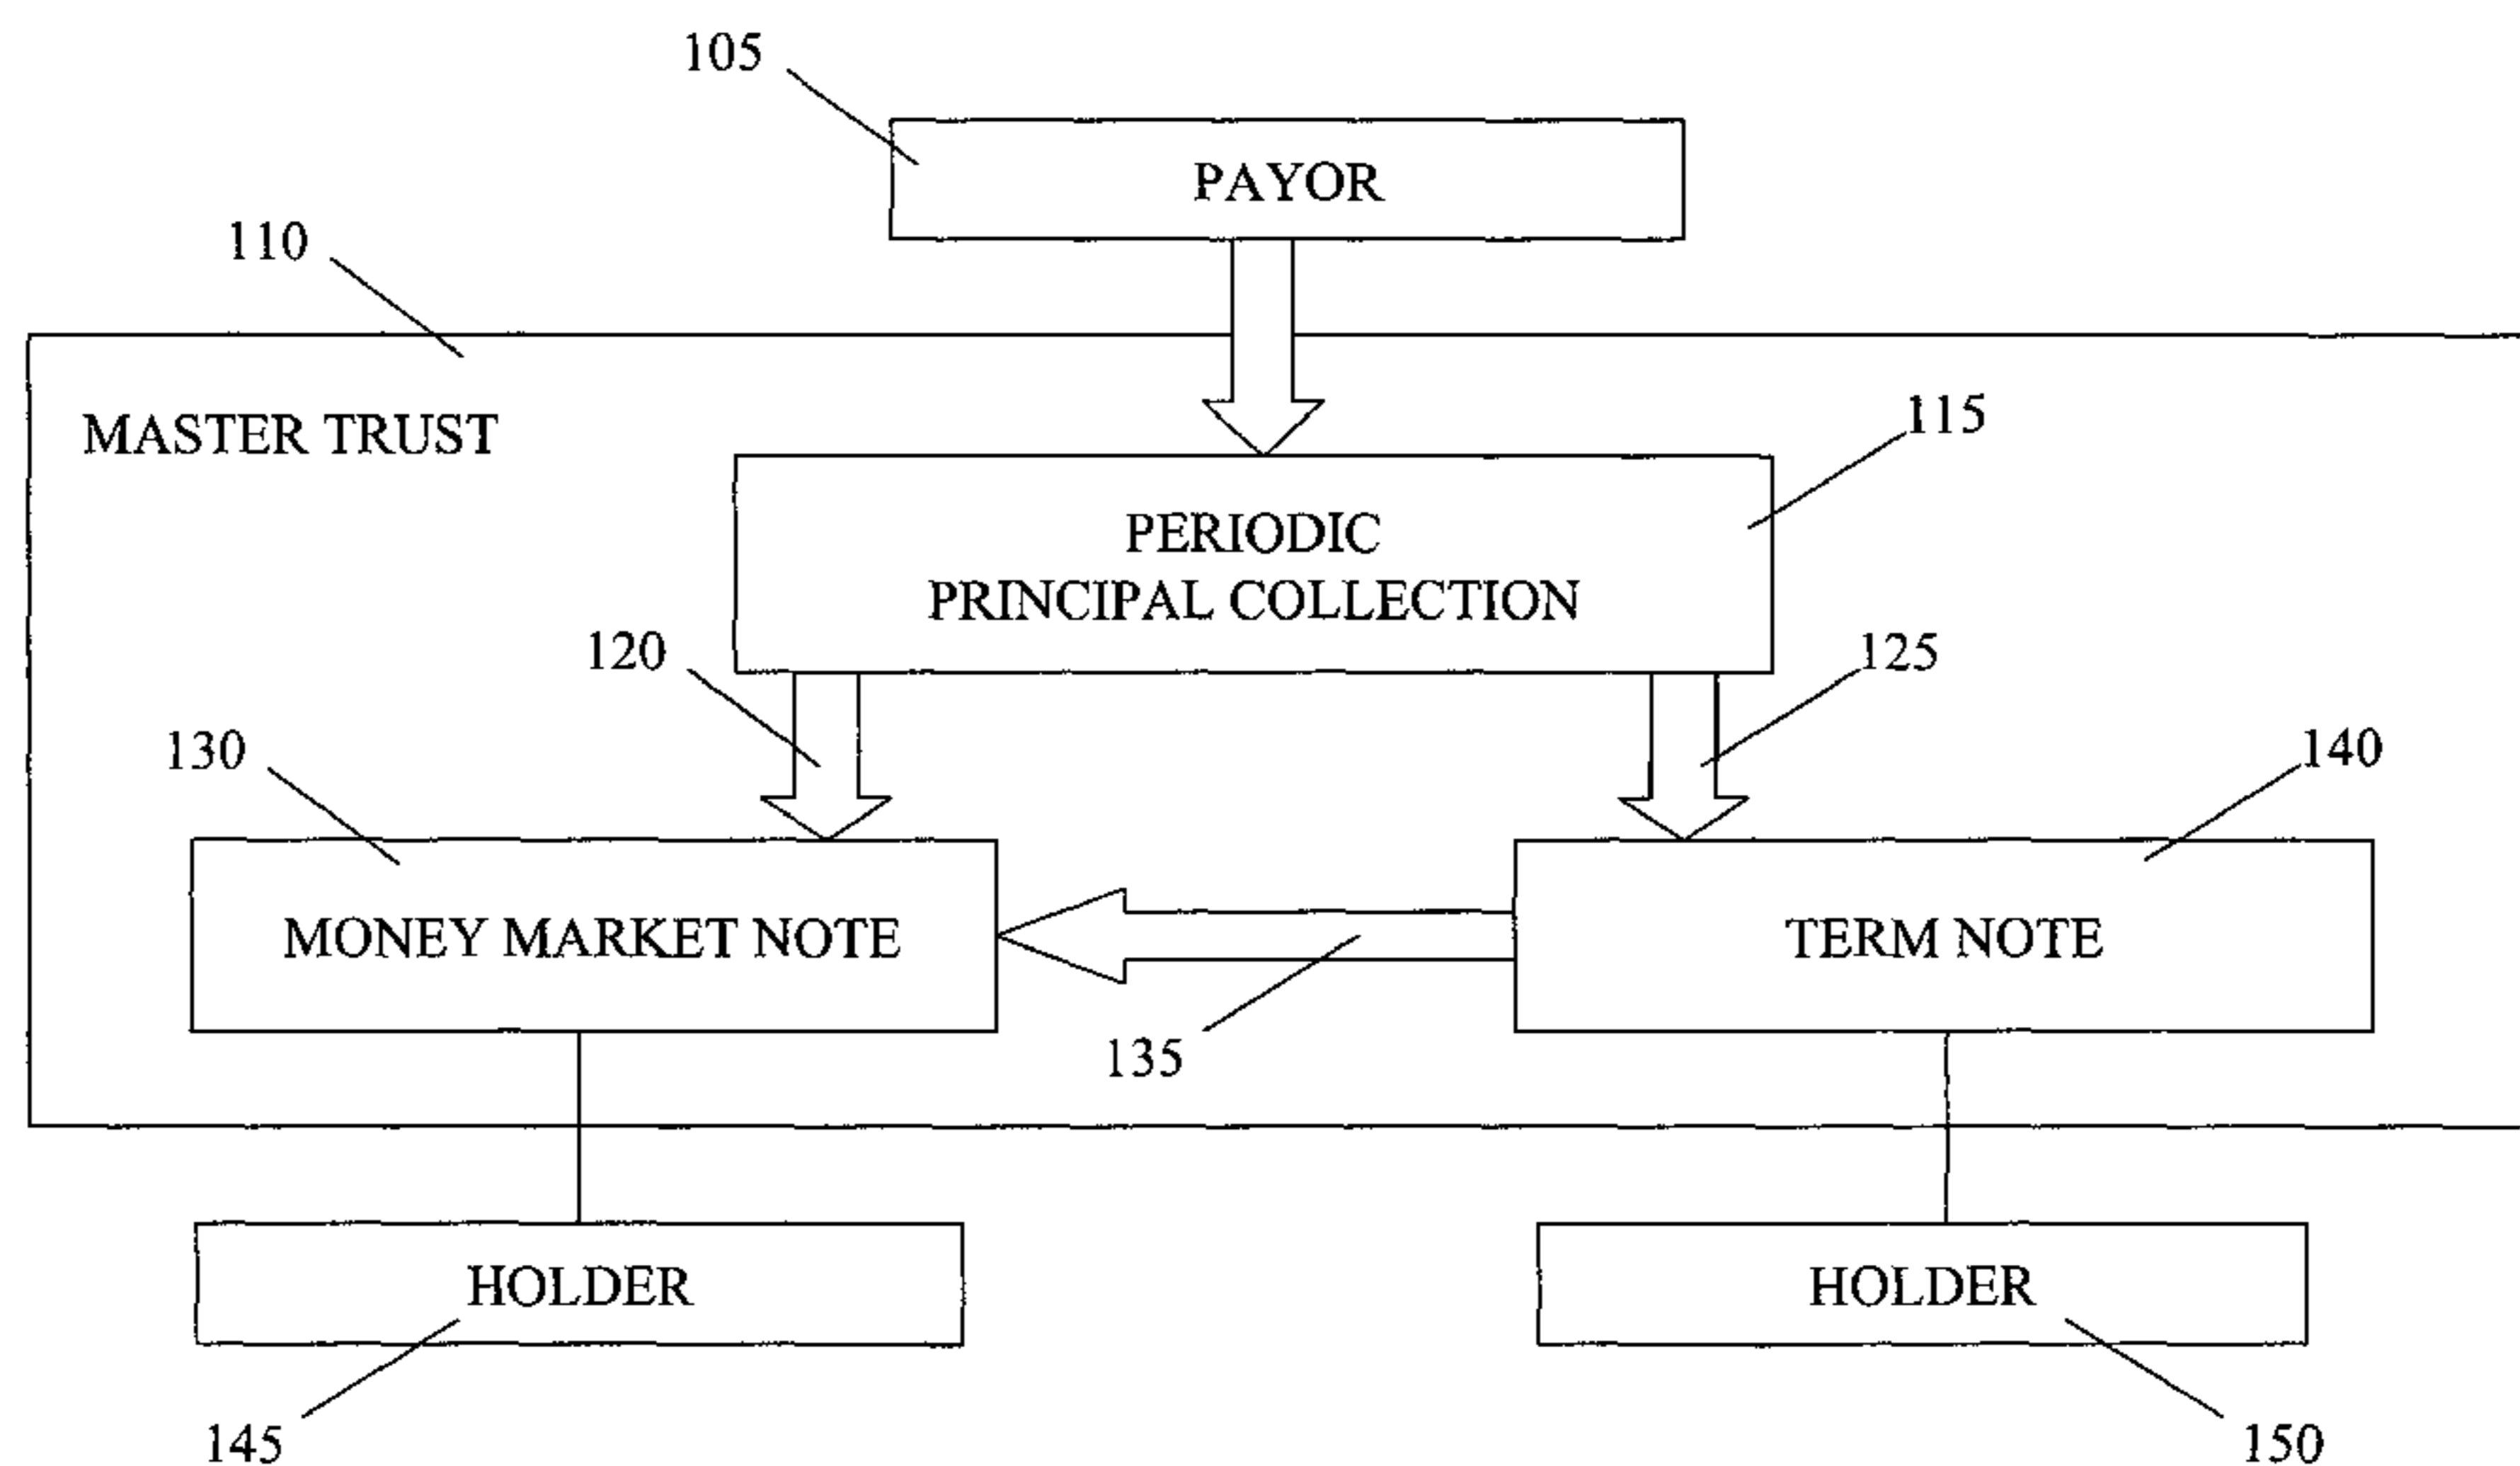 105
PAYOR
110
MASTER TRUST
115
PERIODIC
PRINCIPAL COLLECTION
120
125
130
140
MONEY MARKET NOTE
TERM NOTE
135
HOLDER
HOLDER
145
150